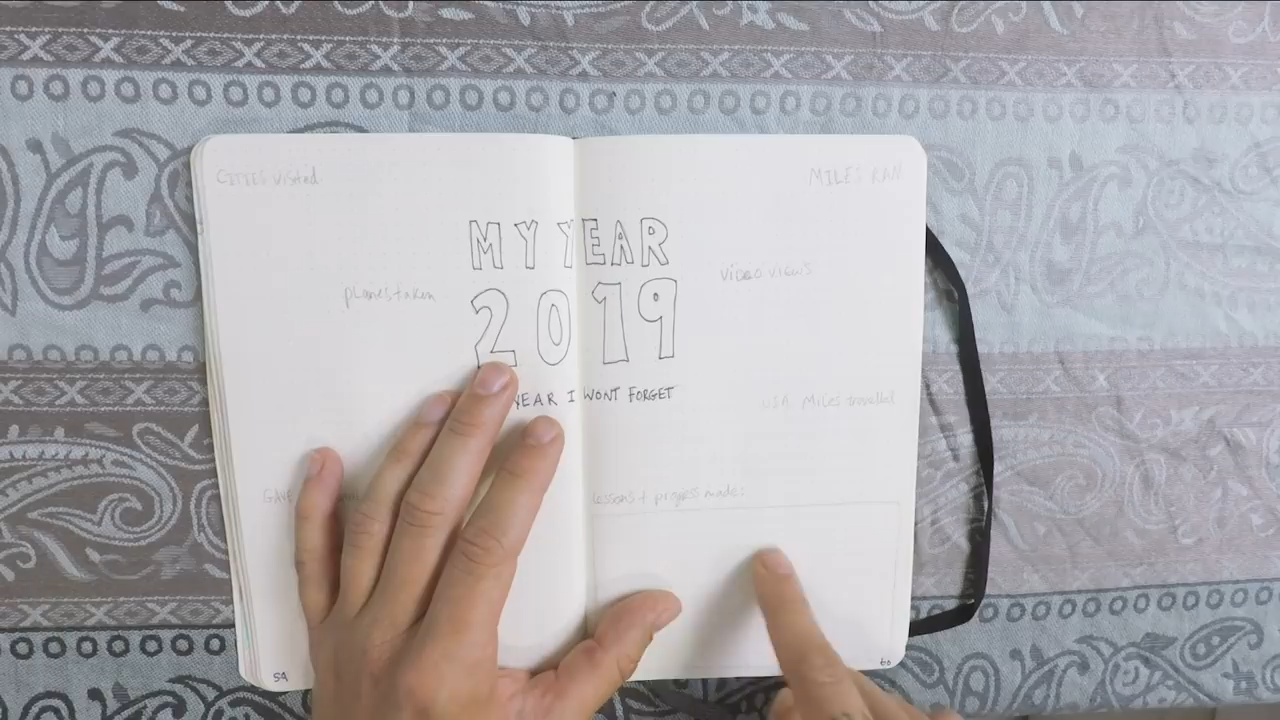 CITIES visited
MILES RAN
MY YEAR
2019
planes taken
VIDEO VIEWS
YEAR I WONT FORGET
USA Miles travelled
GAVE
Lessons + progress made:
59
60